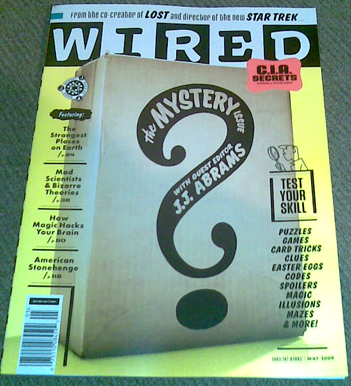 From the co-creator of LOST and director of the new STAR TREK...
WIRED
C.I.A.
SECRETS
the MYSTERY ISSUE
WITH GUEST EDITOR
J.J. ABRAMS
Featuring:
The
Strangest
Places
on Earth
Mad
Scientists
& Bizarre
Theories
How
Magic Hacks
Your Brain
American
Stonehenge
TEST
YOUR
SKILL
PUZZLES
GAMES
CARD TRICKS
CLUES
EASTER EGGS
CODES
SPOILERS
MAGIC
ILLUSIONS
MAZES
& MORE!
MAY 2009